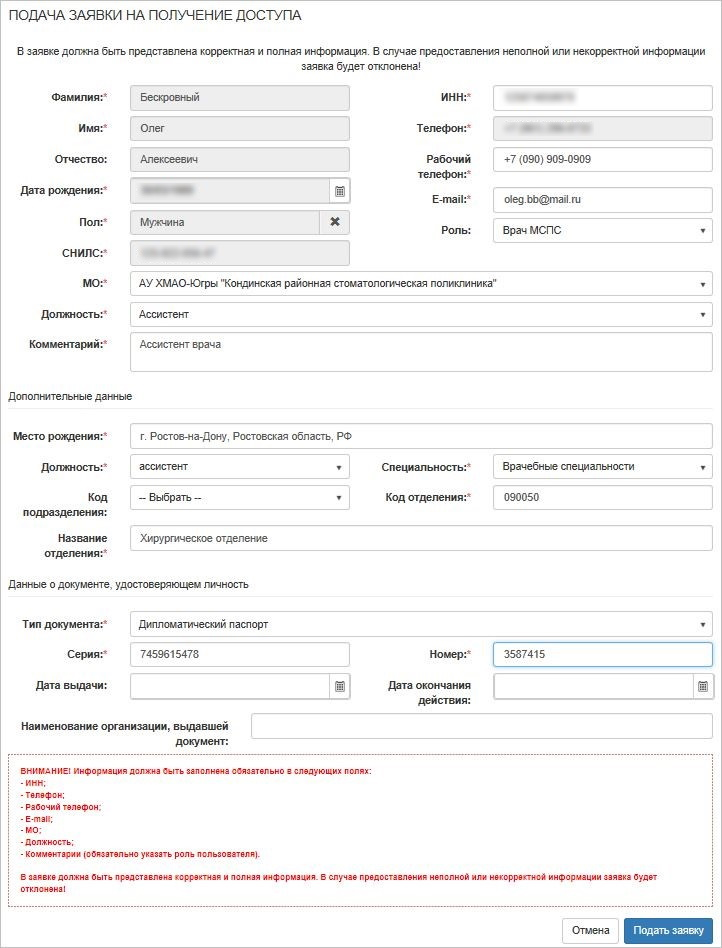 ПОДАЧА ЗАЯВКИ НА ПОЛУЧЕНИЕ ДОСТУПА
В заявке должна быть представлена корректная и полная информация. В случае предоставления неполной или некорректной информации
заявка будет отклонена!
Фамилия:* Бескровный ИНН:*
Имя:* Олег Телефон:*
Отчество: Алексеевич Рабочий телефон:* +7 (090) 909-0909
Дата рождения:* E-mail:* oleg.bb@mail.ru
Пол:* Мужчина Роль: Врач МСПС
СНИЛС:*
МО:* АУ ХМАО-Югры "Кондинская районная стоматологическая поликлиника"
Должность:* Ассистент
Комментарий:* Ассистент врача
Дополнительные данные
Место рождения:* г. Ростов-на-Дону, Ростовская область, РФ
Должность:* ассистент Специальность:* Врачебные специальности
Код подразделения: -- Выбрать -- Код отделения:* 090050
Название отделения:* Хирургическое отделение
Данные о документе, удостоверяющем личность
Тип документа:* Дипломатический паспорт
Серия:* 7459615478 Номер:* 3587415
Дата выдачи: Дата окончания действия:
Наименование организации, выдавшей документ:
ВНИМАНИЕ! Информация должна быть заполнена обязательно в следующих полях:
- ИНН;
- Телефон;
- Рабочий телефон;
- E-mail;
- МО;
- Должность;
- Комментарии (обязательно указать роль пользователя).
В заявке должна быть представлена корректная и полная информация. В случае предоставления неполной или некорректной информации заявка будет
отклонена!
Отмена Подать заявку